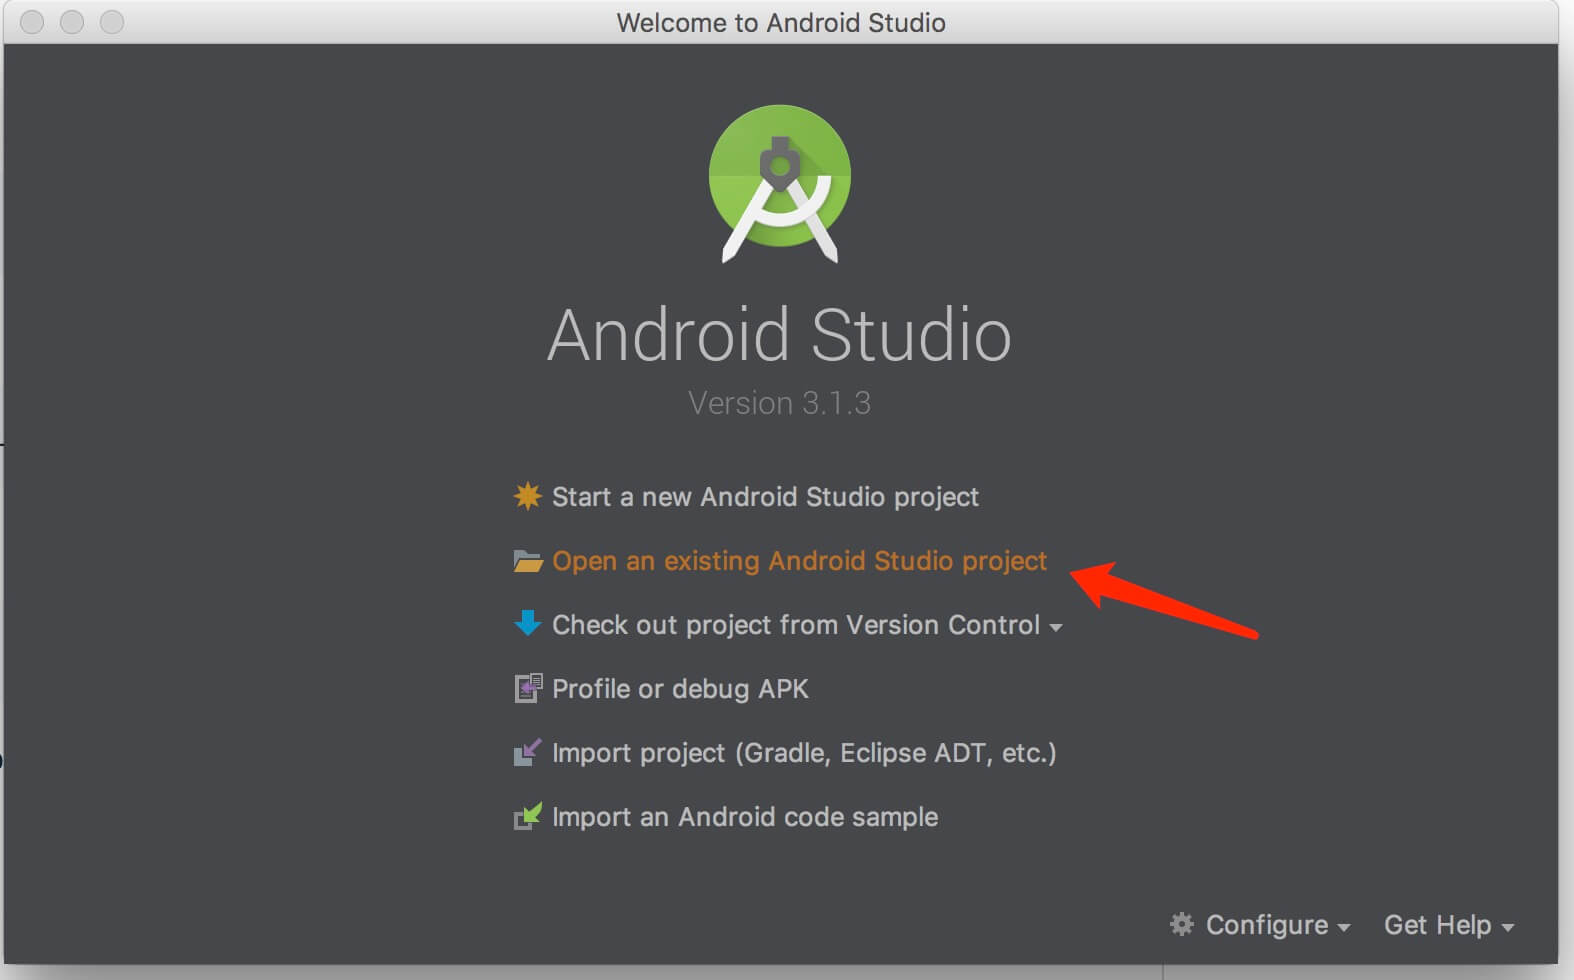 Welcome to Android Studio
Android Studio
Version 3.1.3
Start a new Android Studio project
Open an existing Android Studio project
Check out project from Version Control
Profile or debug APK
Import project (Gradle, Eclipse ADT, etc.)
Import an Android code sample
Configure Get Help